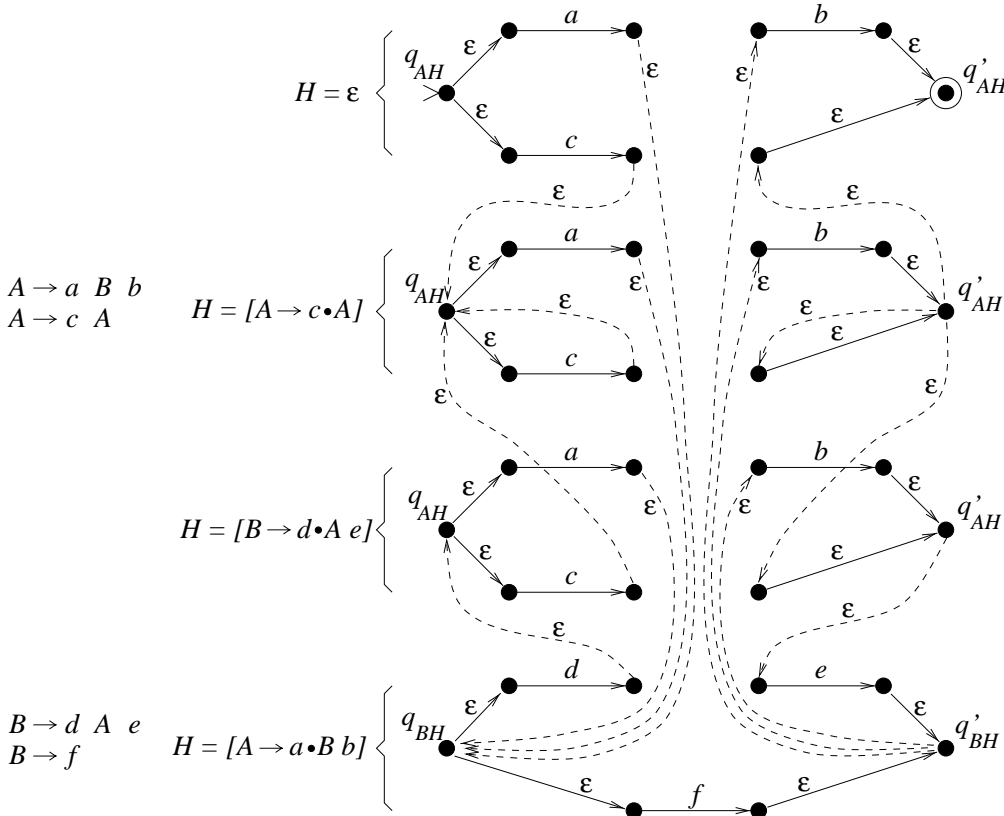 a b
ε ε ε ε
q_AH q'_AH
H = ε
ε ε
c
ε ε
a b
ε ε ε ε
A → a B b q_AH q'_AH
A → c A H = [A → c•A] ε ε
ε ε
c
ε ε
a b
ε ε ε ε
q_AH q'_AH
H = [B → d•A e]
ε ε
c
ε ε
d e
ε ε
B → d A e q_BH q'_BH
B → f H = [A → a•B b]
ε ε
f